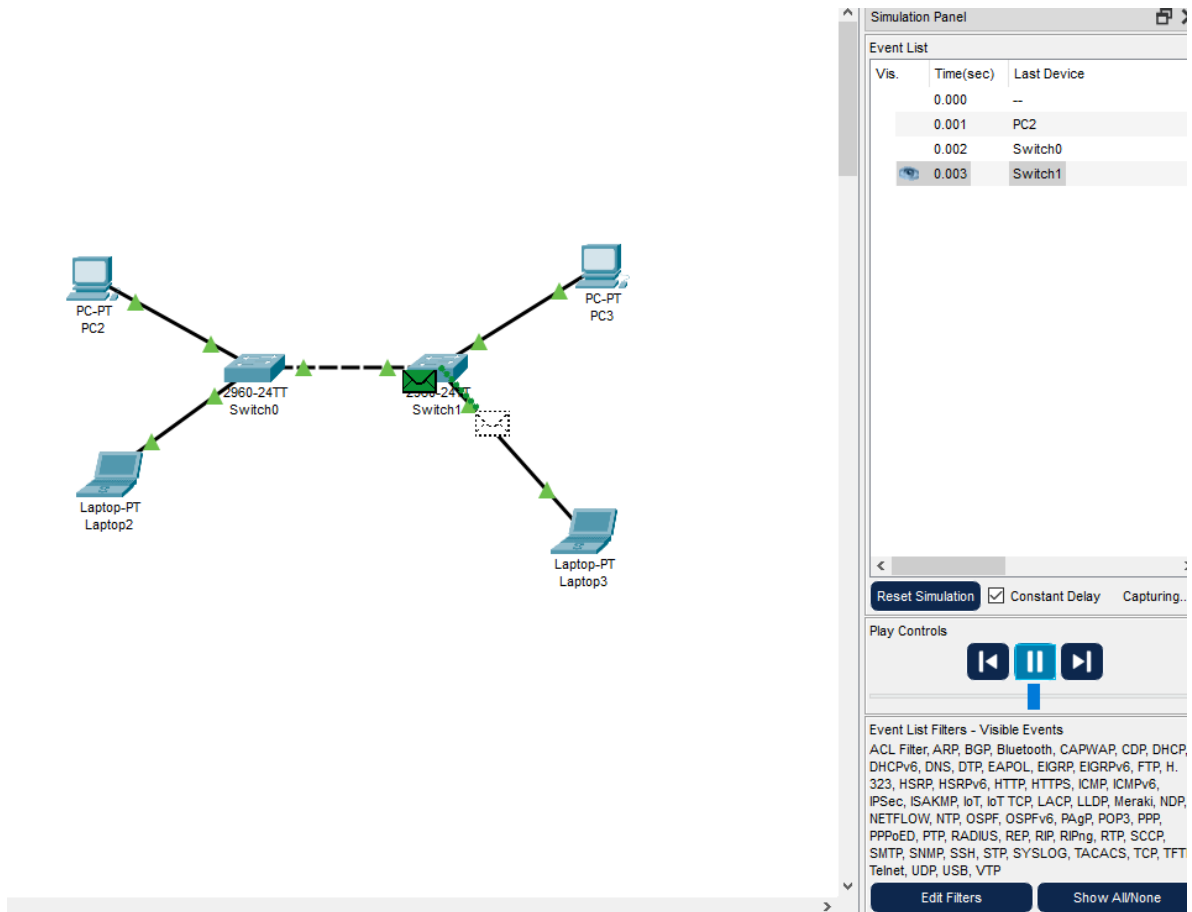 Simulation Panel
Event List
Vis. Time(sec) Last Device
0.000 --
0.001 PC2
0.002 Switch0
0.003 Switch1
PC-PT
PC2
PC-PT
PC3
2960-24TT
Switch0
2960-24TT
Switch1
Laptop-PT
Laptop2
Laptop-PT
Laptop3
Reset Simulation Constant Delay Capturing..
Play Controls
Event List Filters - Visible Events
ACL Filter, ARP, BGP, Bluetooth, CAPWAP, CDP, DHCP,
DHCPv6, DNS, DTP, EAPOL, EIGRP, EIGRPv6, FTP, H.
323, HSRP, HSRPv6, HTTP, HTTPS, ICMP, ICMPv6,
IPSec, ISAKMP, IoT, IoT TCP, LACP, LLDP, Meraki, NDP,
NETFLOW, NTP, OSPF, OSPFv6, PAgP, POP3, PPP,
PPPoED, PTP, RADIUS, REP, RIP, RIPng, RTP, SCCP,
SMTP, SNMP, SSH, STP, SYSLOG, TACACS, TCP, TFT
Telnet, UDP, USB, VTP
Edit Filters Show All/None